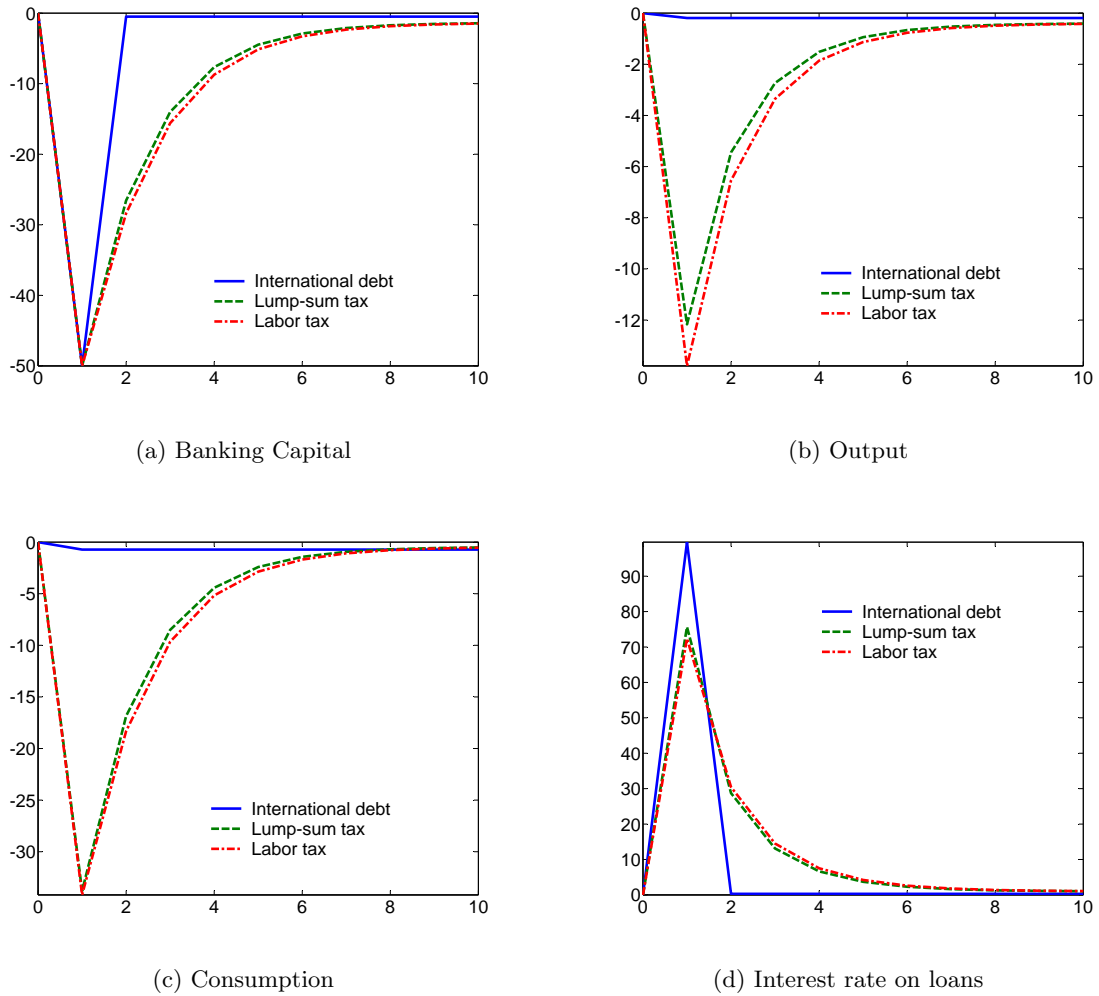 0
-10
-20
-30
-40
-50
0 2 4 6 8 10
International debt
Lump-sum tax
Labor tax
(a) Banking Capital
0
-2
-4
-6
-8
-10
-12
0 2 4 6 8 10
International debt
Lump-sum tax
Labor tax
(b) Output
0
-5
-10
-15
-20
-25
-30
0 2 4 6 8 10
International debt
Lump-sum tax
Labor tax
(c) Consumption
90
80
70
60
50
40
30
20
10
0
0 2 4 6 8 10
International debt
Lump-sum tax
Labor tax
(d) Interest rate on loans